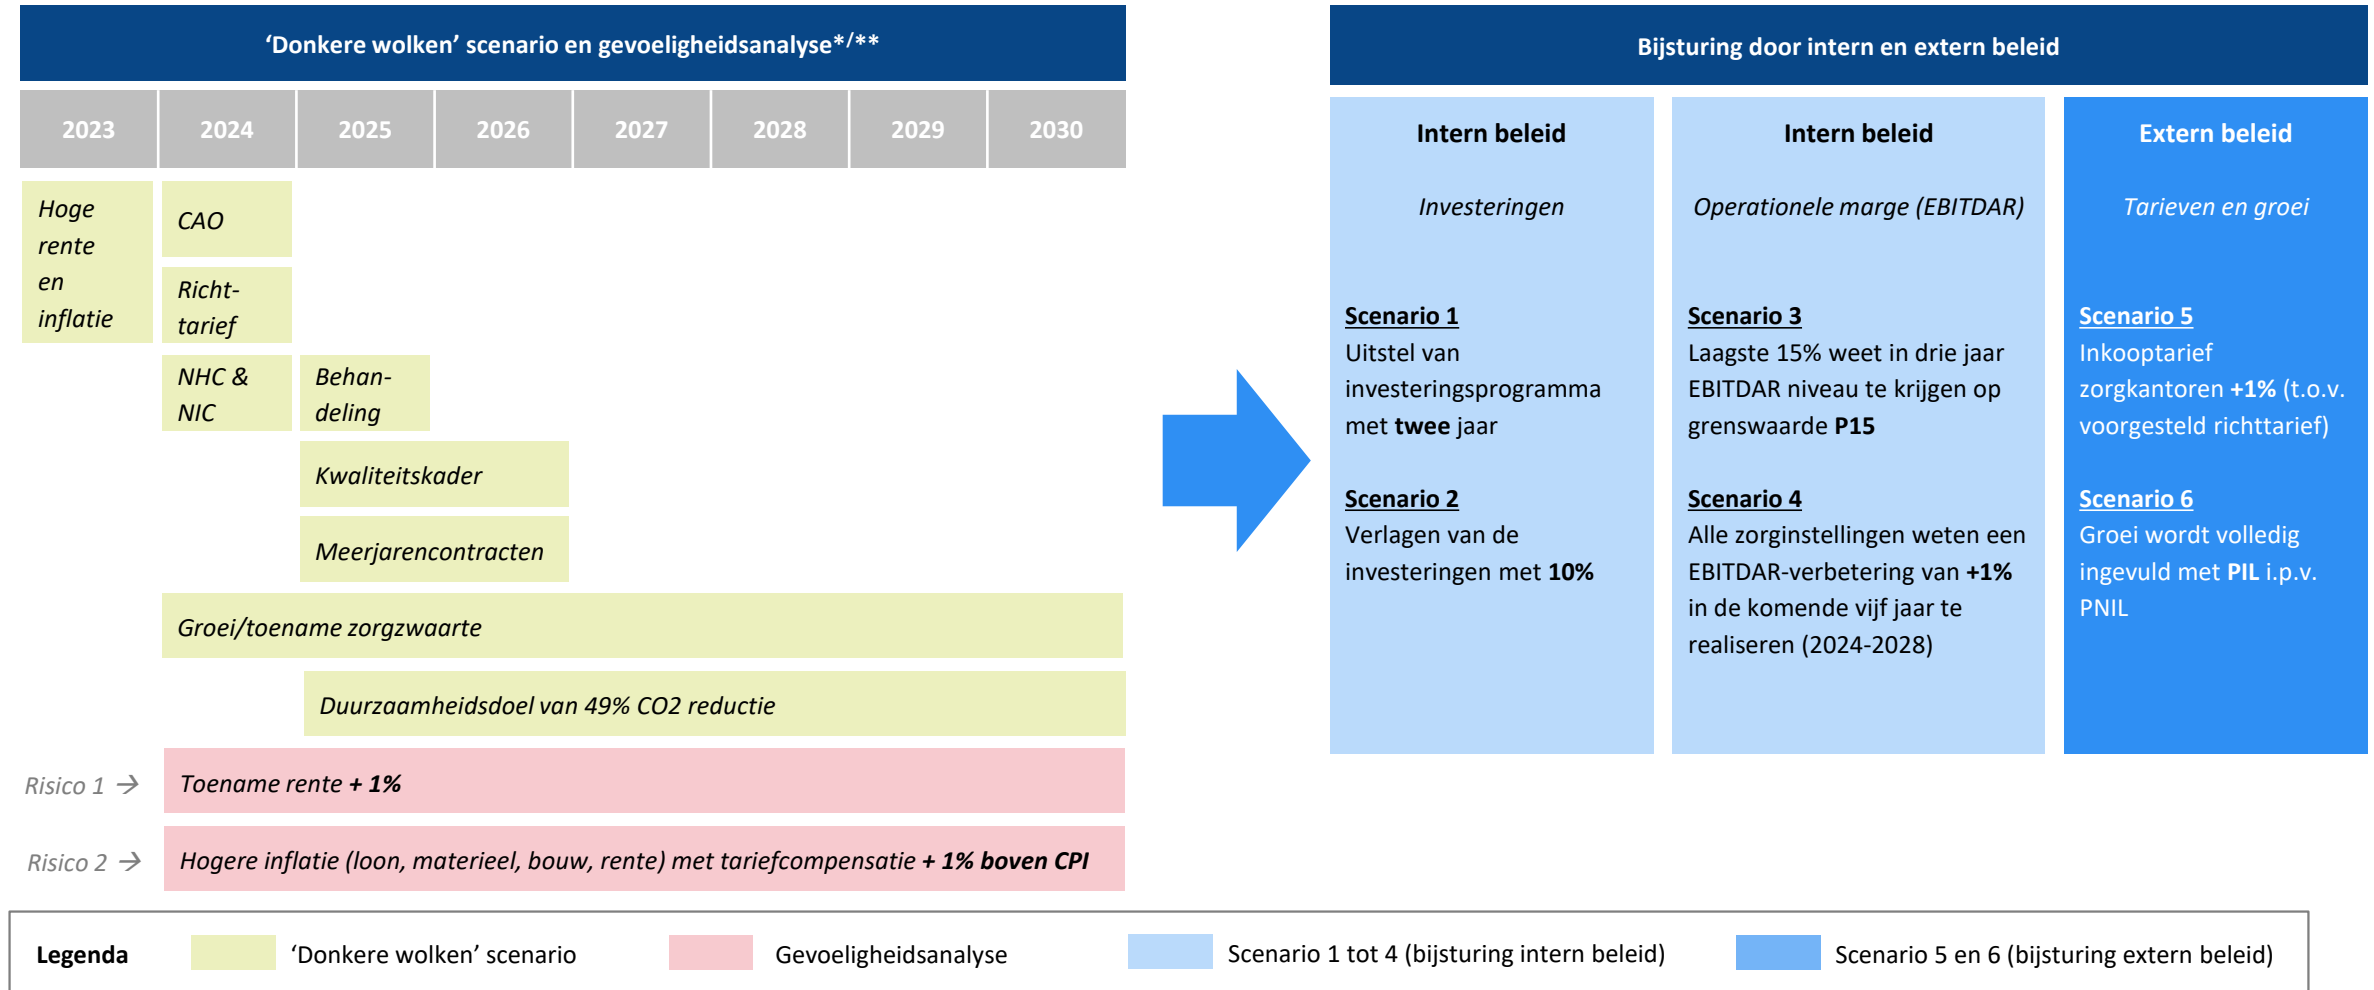 ‘Donkere wolken’ scenario en gevoeligheidsanalyse*/**
2023
2024
2025
2026
2027
2028
2029
2030
Hoge
rente
en
inflatie
CAO
Richt-
tarief
NHC &
NIC
Behan-
deling
Kwaliteitskader
Meerjarencontracten
Groei/toename zorgzwaarte
Duurzaamheidsdoel van 49% CO2 reductie
Risico 1 →
Toename rente + 1%
Risico 2 →
Hogere inflatie (loon, materieel, bouw, rente) met tariefcompensatie + 1% boven CPI
Bijsturing door intern en extern beleid
Intern beleid
Investeringen
Scenario 1
Uitstel van
investeringsprogramma
met twee jaar
Scenario 2
Verlagen van de
investeringen met 10%
Intern beleid
Operationele marge (EBITDAR)
Scenario 3
Laagste 15% weet in drie jaar
EBITDAR niveau te krijgen op
grenswaarde P15
Scenario 4
Alle zorginstellingen weten een
EBITDAR-verbetering van +1%
in de komende vijf jaar te
realiseren (2024-2028)
Extern beleid
Tarieven en groei
Scenario 5
Inkooptarief
zorgkantoren +1% (t.o.v.
voorgesteld richttarief)
Scenario 6
Groei wordt volledig
ingevuld met PIL i.p.v.
PNIL
Legenda
‘Donkere wolken’ scenario
Gevoeligheidsanalyse
Scenario 1 tot 4 (bijsturing intern beleid)
Scenario 5 en 6 (bijsturing extern beleid)